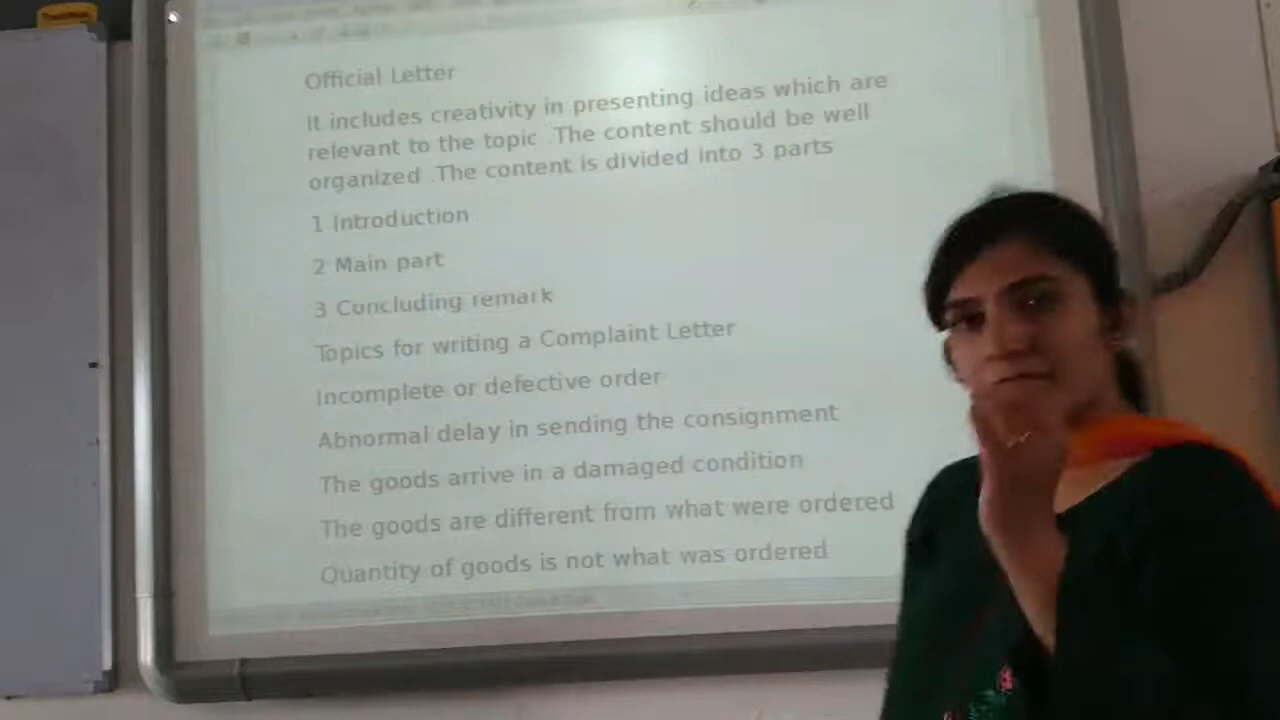 Official Letter
It includes creativity in presenting ideas which are
relevant to the topic .The content should be well
organized .The content is divided into 3 parts
1 Introduction
2 Main part
3 Concluding remark
Topics for writing a Complaint Letter
Incomplete or defective order
Abnormal delay in sending the consignment
The goods arrive in a damaged condition
The goods are different from what were ordered
Quantity of goods is not what was ordered